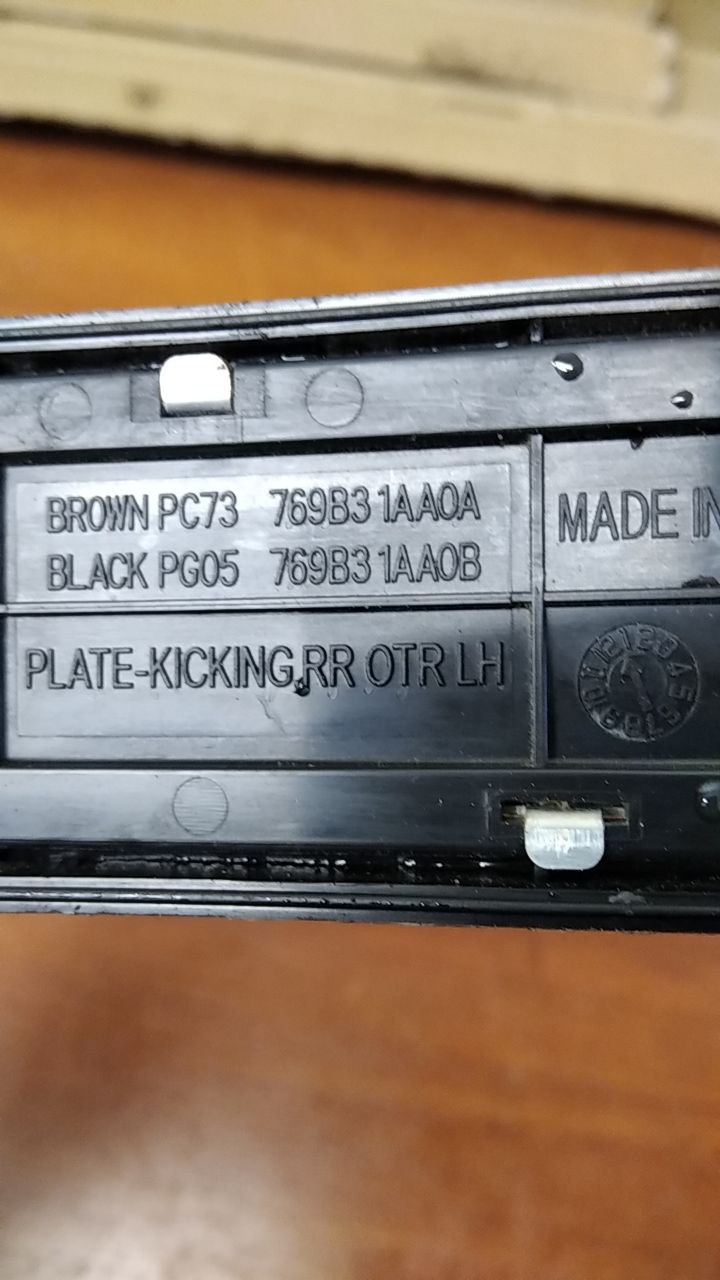 BROWN PC73 769B3 1AA0A
BLACK PG05 769B3 1AA0B
MADE IN
PLATE-KICKING,RR OTR LH